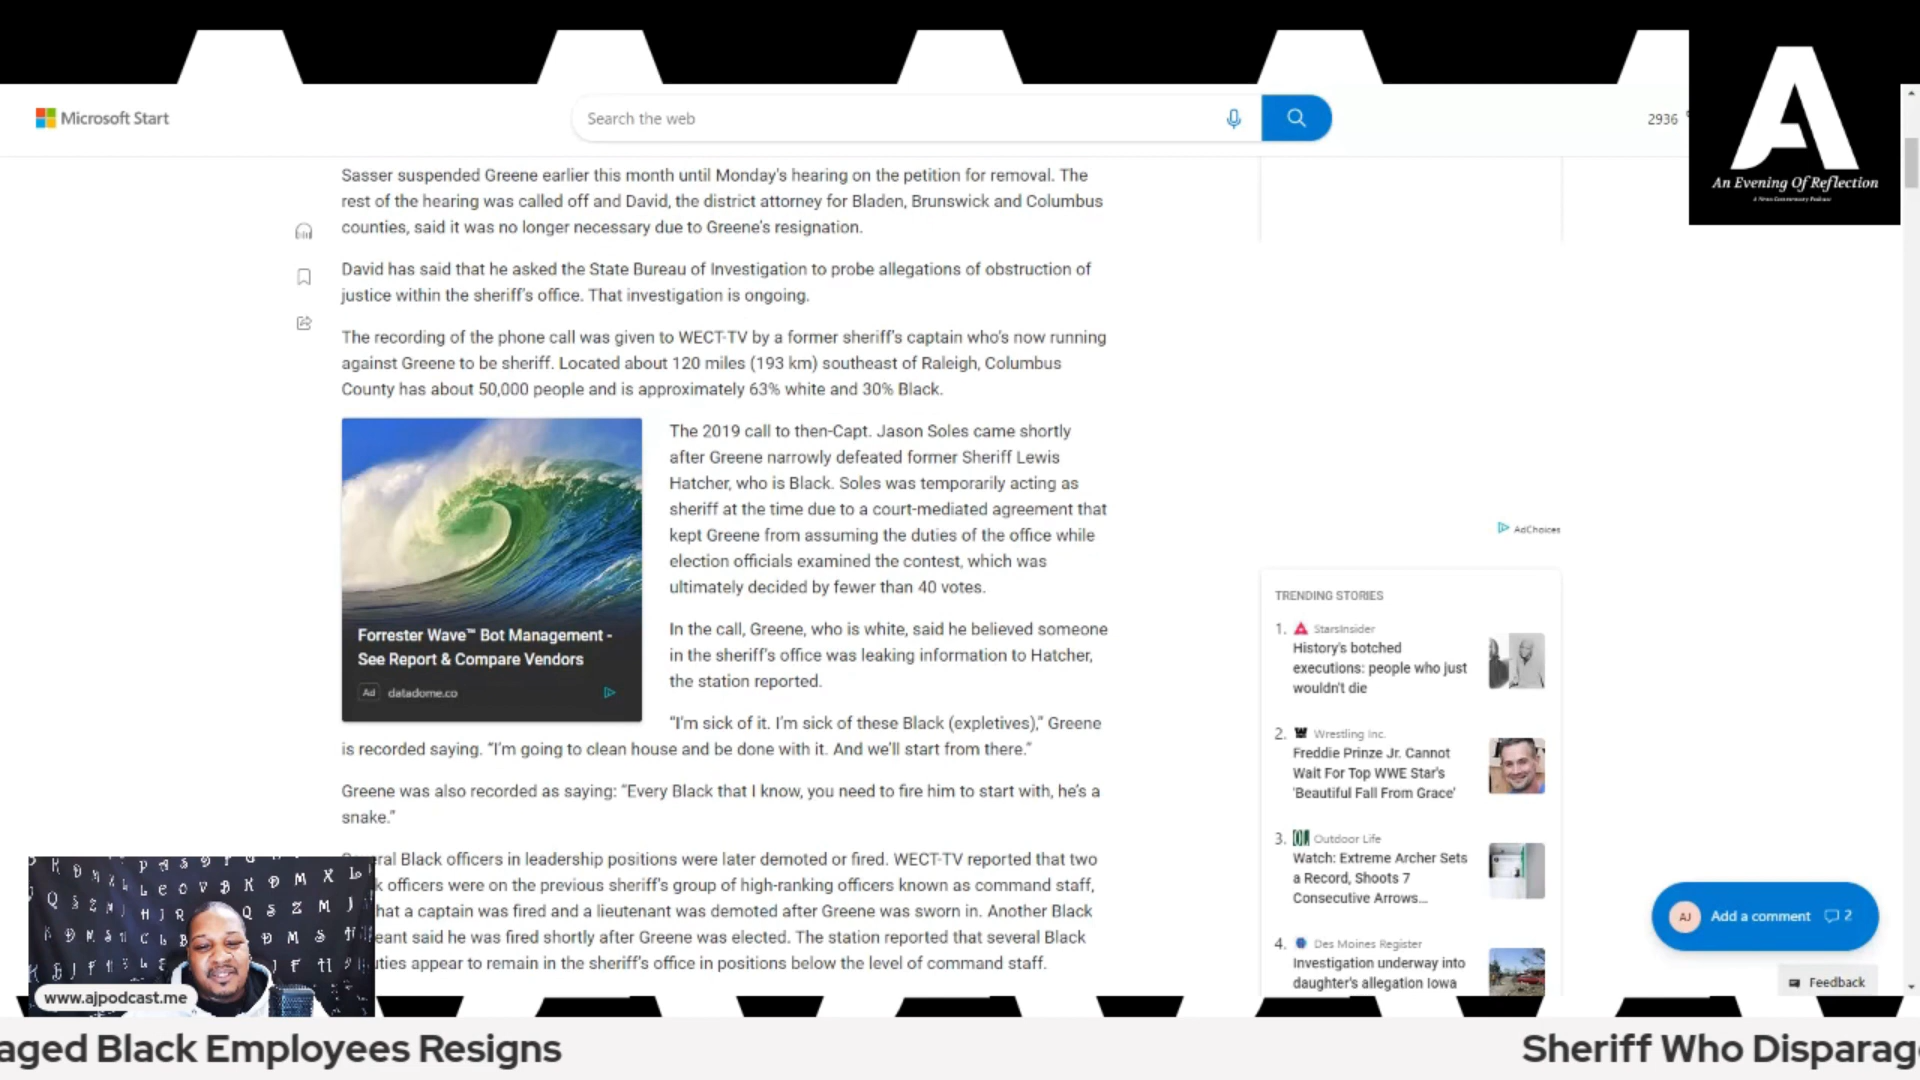 Microsoft Start
Search the web
2936
A
An Evening Of Reflection
A News Commentary Podcast
Sasser suspended Greene earlier this month until Monday's hearing on the petition for removal. The
rest of the hearing was called off and David, the district attorney for Bladen, Brunswick and Columbus
counties, said it was no longer necessary due to Greene's resignation.
David has said that he asked the State Bureau of Investigation to probe allegations of obstruction of
justice within the sheriff's office. That investigation is ongoing.
The recording of the phone call was given to WECT-TV by a former sheriff's captain who's now running
against Greene to be sheriff. Located about 120 miles (193 km) southeast of Raleigh, Columbus
County has about 50,000 people and is approximately 63% white and 30% Black.
The 2019 call to then-Capt. Jason Soles came shortly
after Greene narrowly defeated former Sheriff Lewis
Hatcher, who is Black. Soles was temporarily acting as
sheriff at the time due to a court-mediated agreement that
kept Greene from assuming the duties of the office while
election officials examined the contest, which was
ultimately decided by fewer than 40 votes.
In the call, Greene, who is white, said he believed someone
in the sheriff's office was leaking information to Hatcher,
the station reported.
"I'm sick of it. I'm sick of these Black (expletives)," Greene
is recorded saying. "I'm going to clean house and be done with it. And we'll start from there."
Forrester Wave™ Bot Management -
See Report & Compare Vendors
Ad datadome.co
Greene was also recorded as saying: "Every Black that I know, you need to fire him to start with, he's a
snake."
eral Black officers in leadership positions were later demoted or fired. WECT-TV reported that two
k officers were on the previous sheriff's group of high-ranking officers known as command staff,
hat a captain was fired and a lieutenant was demoted after Greene was sworn in. Another Black
eant said he was fired shortly after Greene was elected. The station reported that several Black
uties appear to remain in the sheriff's office in positions below the level of command staff.
AdChoices
TRENDING STORIES
1. StarsInsider
History's botched
executions: people who just
wouldn't die
2. Wrestling Inc.
Freddie Prinze Jr. Cannot
Wait For Top WWE Star's
'Beautiful Fall From Grace'
3. Outdoor Life
Watch: Extreme Archer Sets
a Record, Shoots 7
Consecutive Arrows...
4. Des Moines Register
Investigation underway into
daughter's allegation Iowa
AJ Add a comment 2
Feedback
www.ajpodcast.me
aged Black Employees Resigns
Sheriff Who Disparag